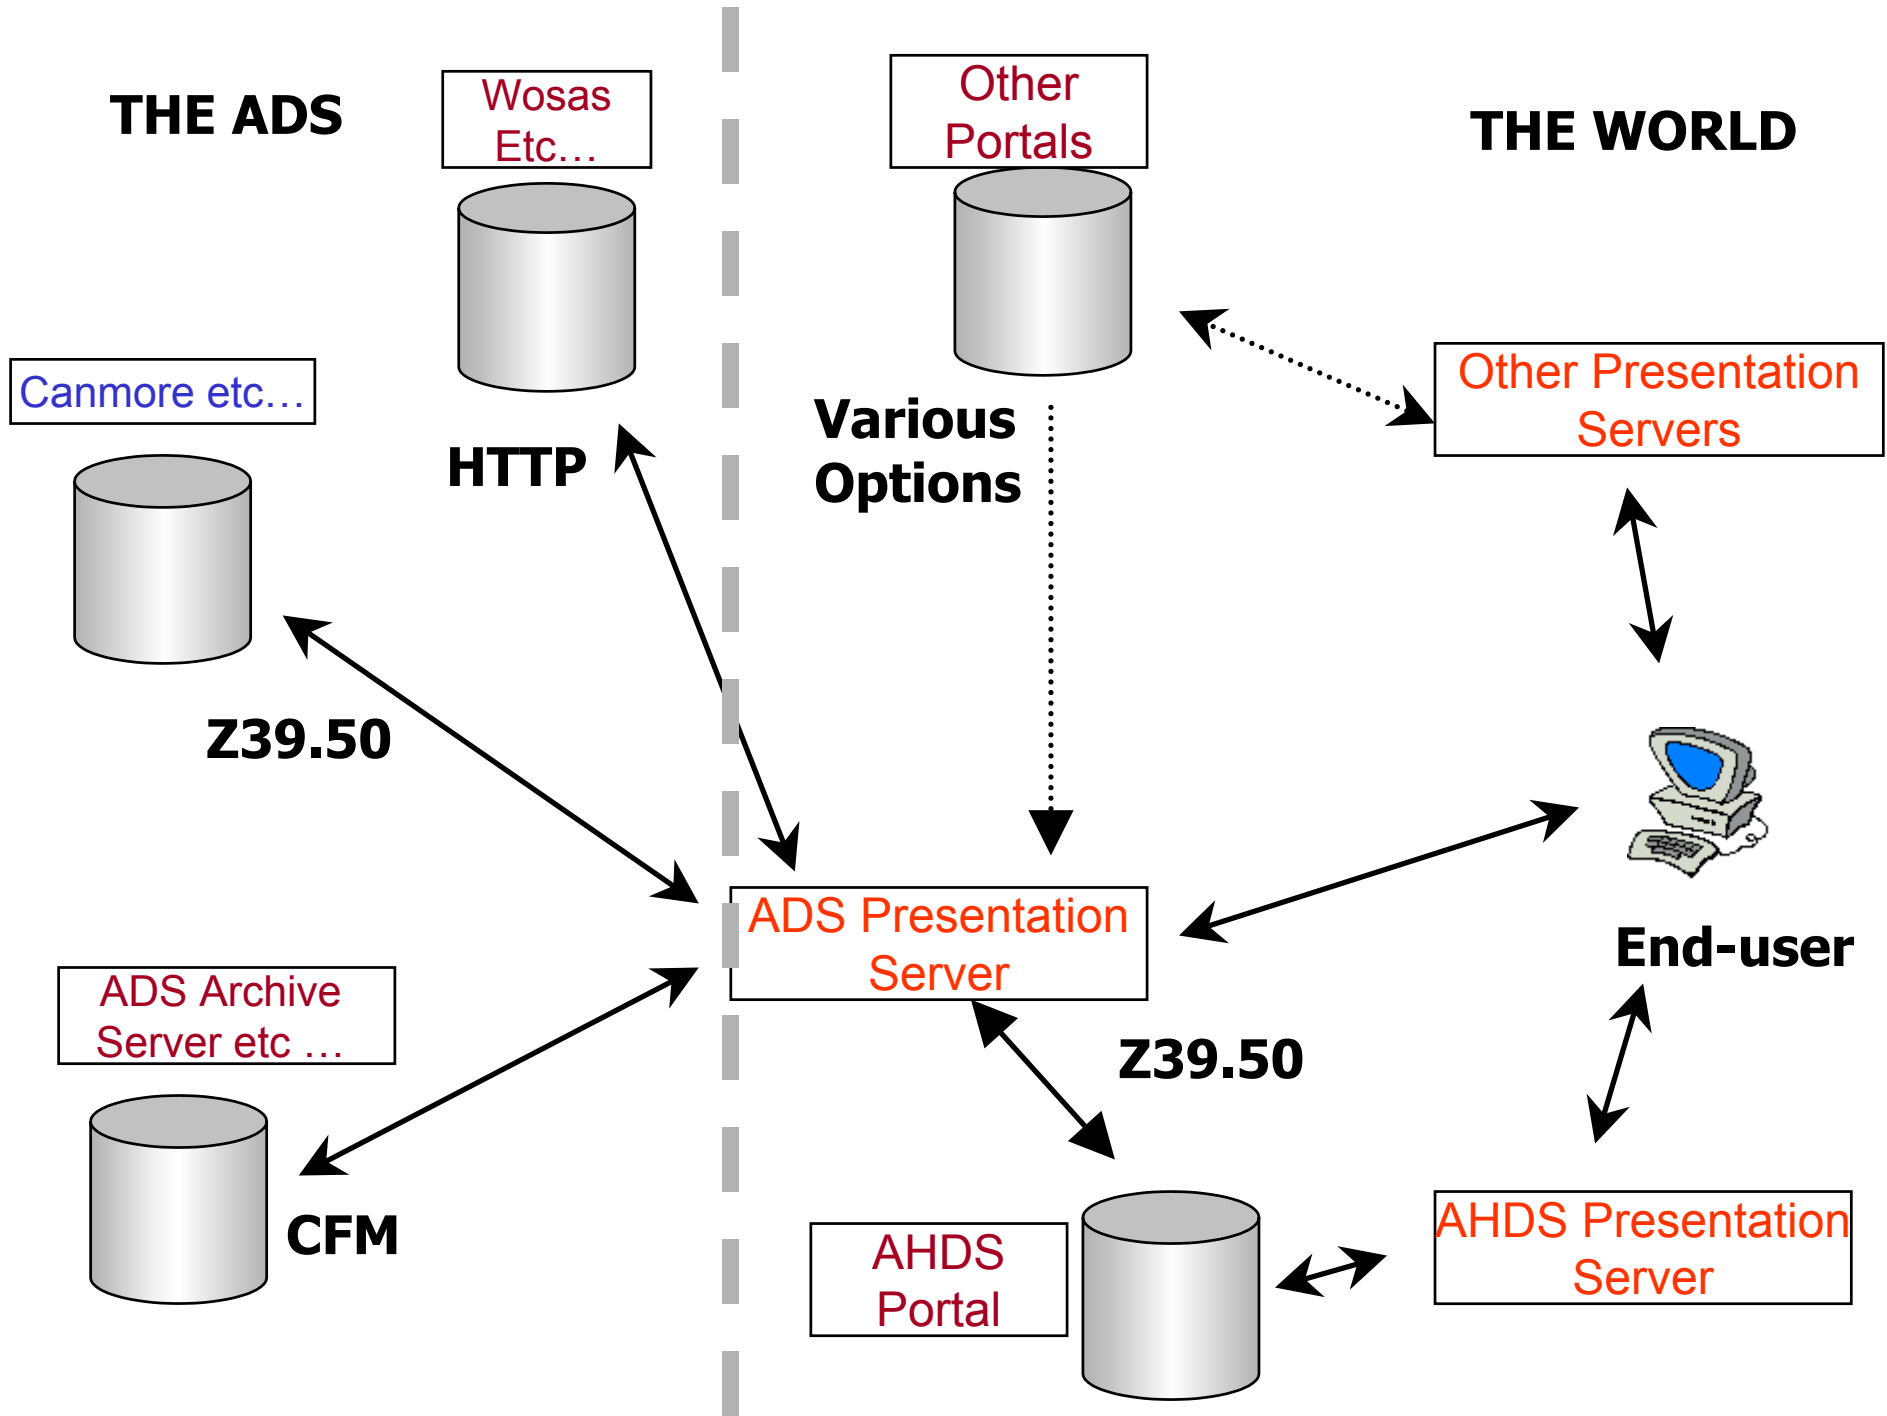 THE ADS
Wosas
Etc…
Other
Portals
THE WORLD
Canmore etc…
HTTP
Various
Options
Other Presentation
Servers
Z39.50
ADS Presentation
Server
End-user
ADS Archive
Server etc …
Z39.50
CFM
AHDS
Portal
AHDS Presentation
Server